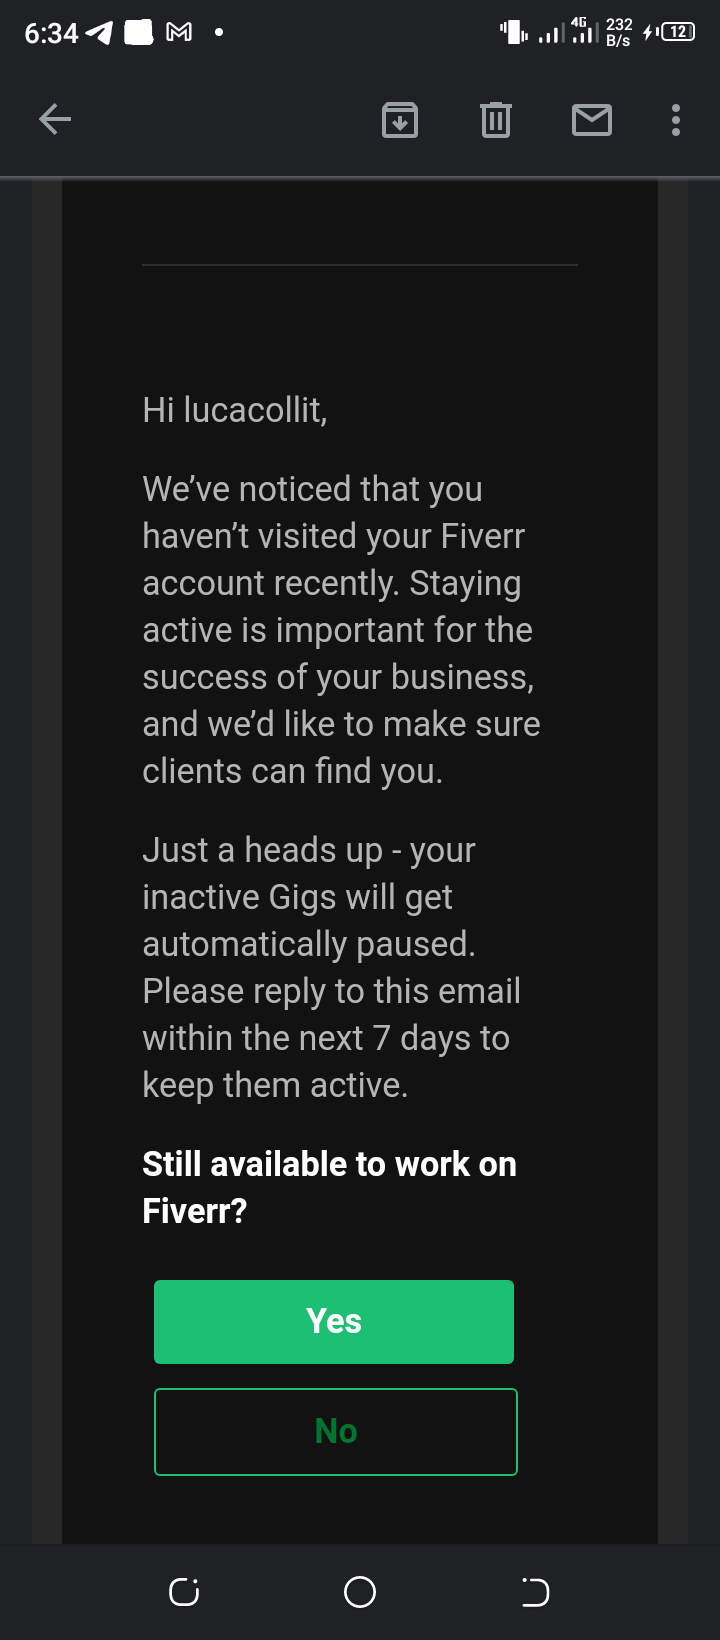 6:34
4G
232
B/s
12
Hi lucacollit,
We’ve noticed that you
haven’t visited your Fiverr
account recently. Staying
active is important for the
success of your business,
and we’d like to make sure
clients can find you.
Just a heads up - your
inactive Gigs will get
automatically paused.
Please reply to this email
within the next 7 days to
keep them active.
Still available to work on
Fiverr?
Yes
No